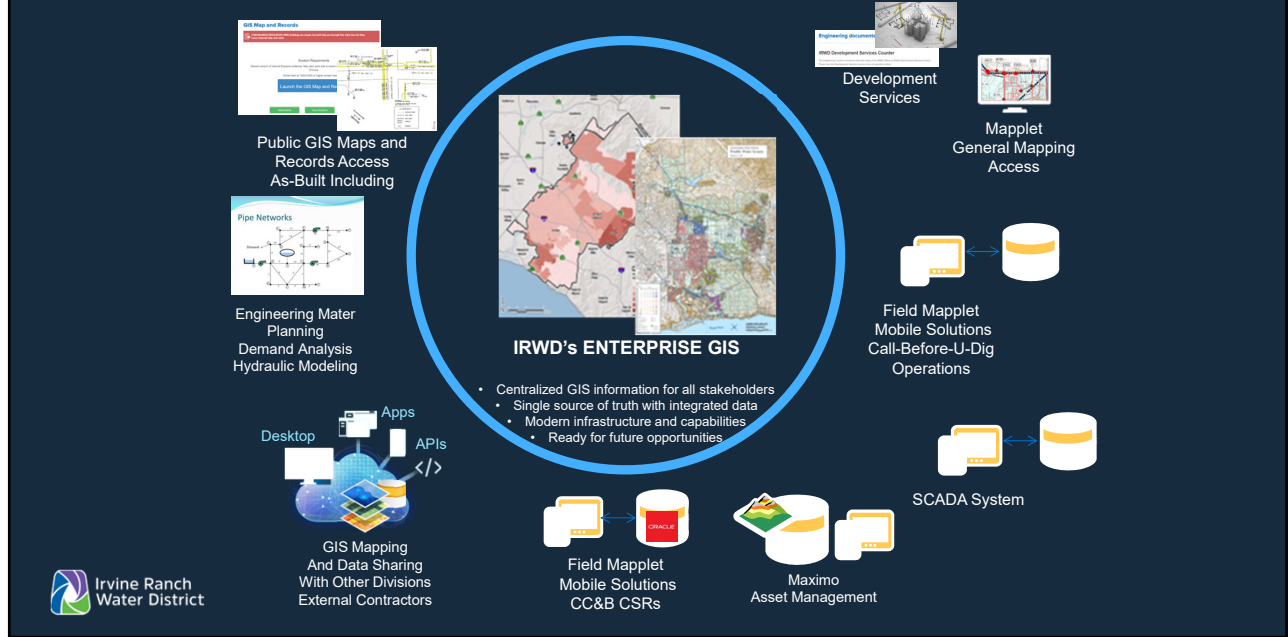 GIS Map and Records
Launch the GIS Map and Re
Public GIS Maps and
Records Access
As-Built Including
Pipe Networks
Demand
Engineering Mater
Planning
Demand Analysis
Hydraulic Modeling
Apps
Desktop
APIs
</>
GIS Mapping
And Data Sharing
With Other Divisions
External Contractors
Irvine Ranch
Water District
IRWD's ENTERPRISE GIS
• Centralized GIS information for all stakeholders
• Single source of truth with integrated data
• Modern infrastructure and capabilities
• Ready for future opportunities
ORACLE
Field Mapplet
Mobile Solutions
CC&B CSRs
Maximo
Asset Management
Engineering documents
IRWD Development Services Counter
Development
Services
Mapplet
General Mapping
Access
Field Mapplet
Mobile Solutions
Call-Before-U-Dig
Operations
SCADA System